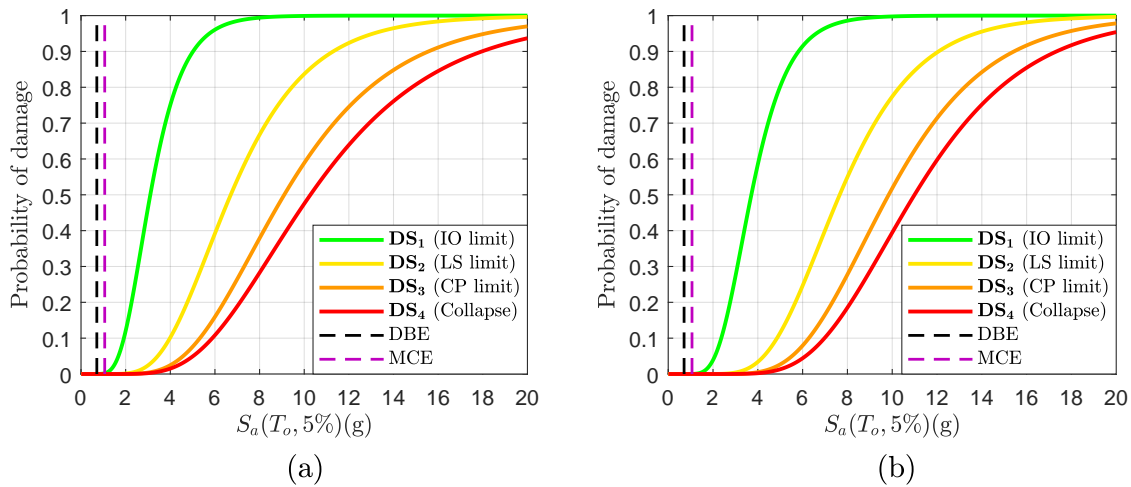 Probability of damage
1
0.9
0.8
0.7
0.6
0.5
0.4
0.3
0.2
0.1
0
0 2 4 6 8 10 12 14 16 18 20
DS₁ (IO limit)
DS₂ (LS limit)
DS₃ (CP limit)
DS₄ (Collapse)
DBE
MCE
Sₐ(Tₒ, 5%)(g)
(a)
Probability of damage
1
0.9
0.8
0.7
0.6
0.5
0.4
0.3
0.2
0.1
0
0 2 4 6 8 10 12 14 16 18 20
DS₁ (IO limit)
DS₂ (LS limit)
DS₃ (CP limit)
DS₄ (Collapse)
DBE
MCE
Sₐ(Tₒ, 5%)(g)
(b)